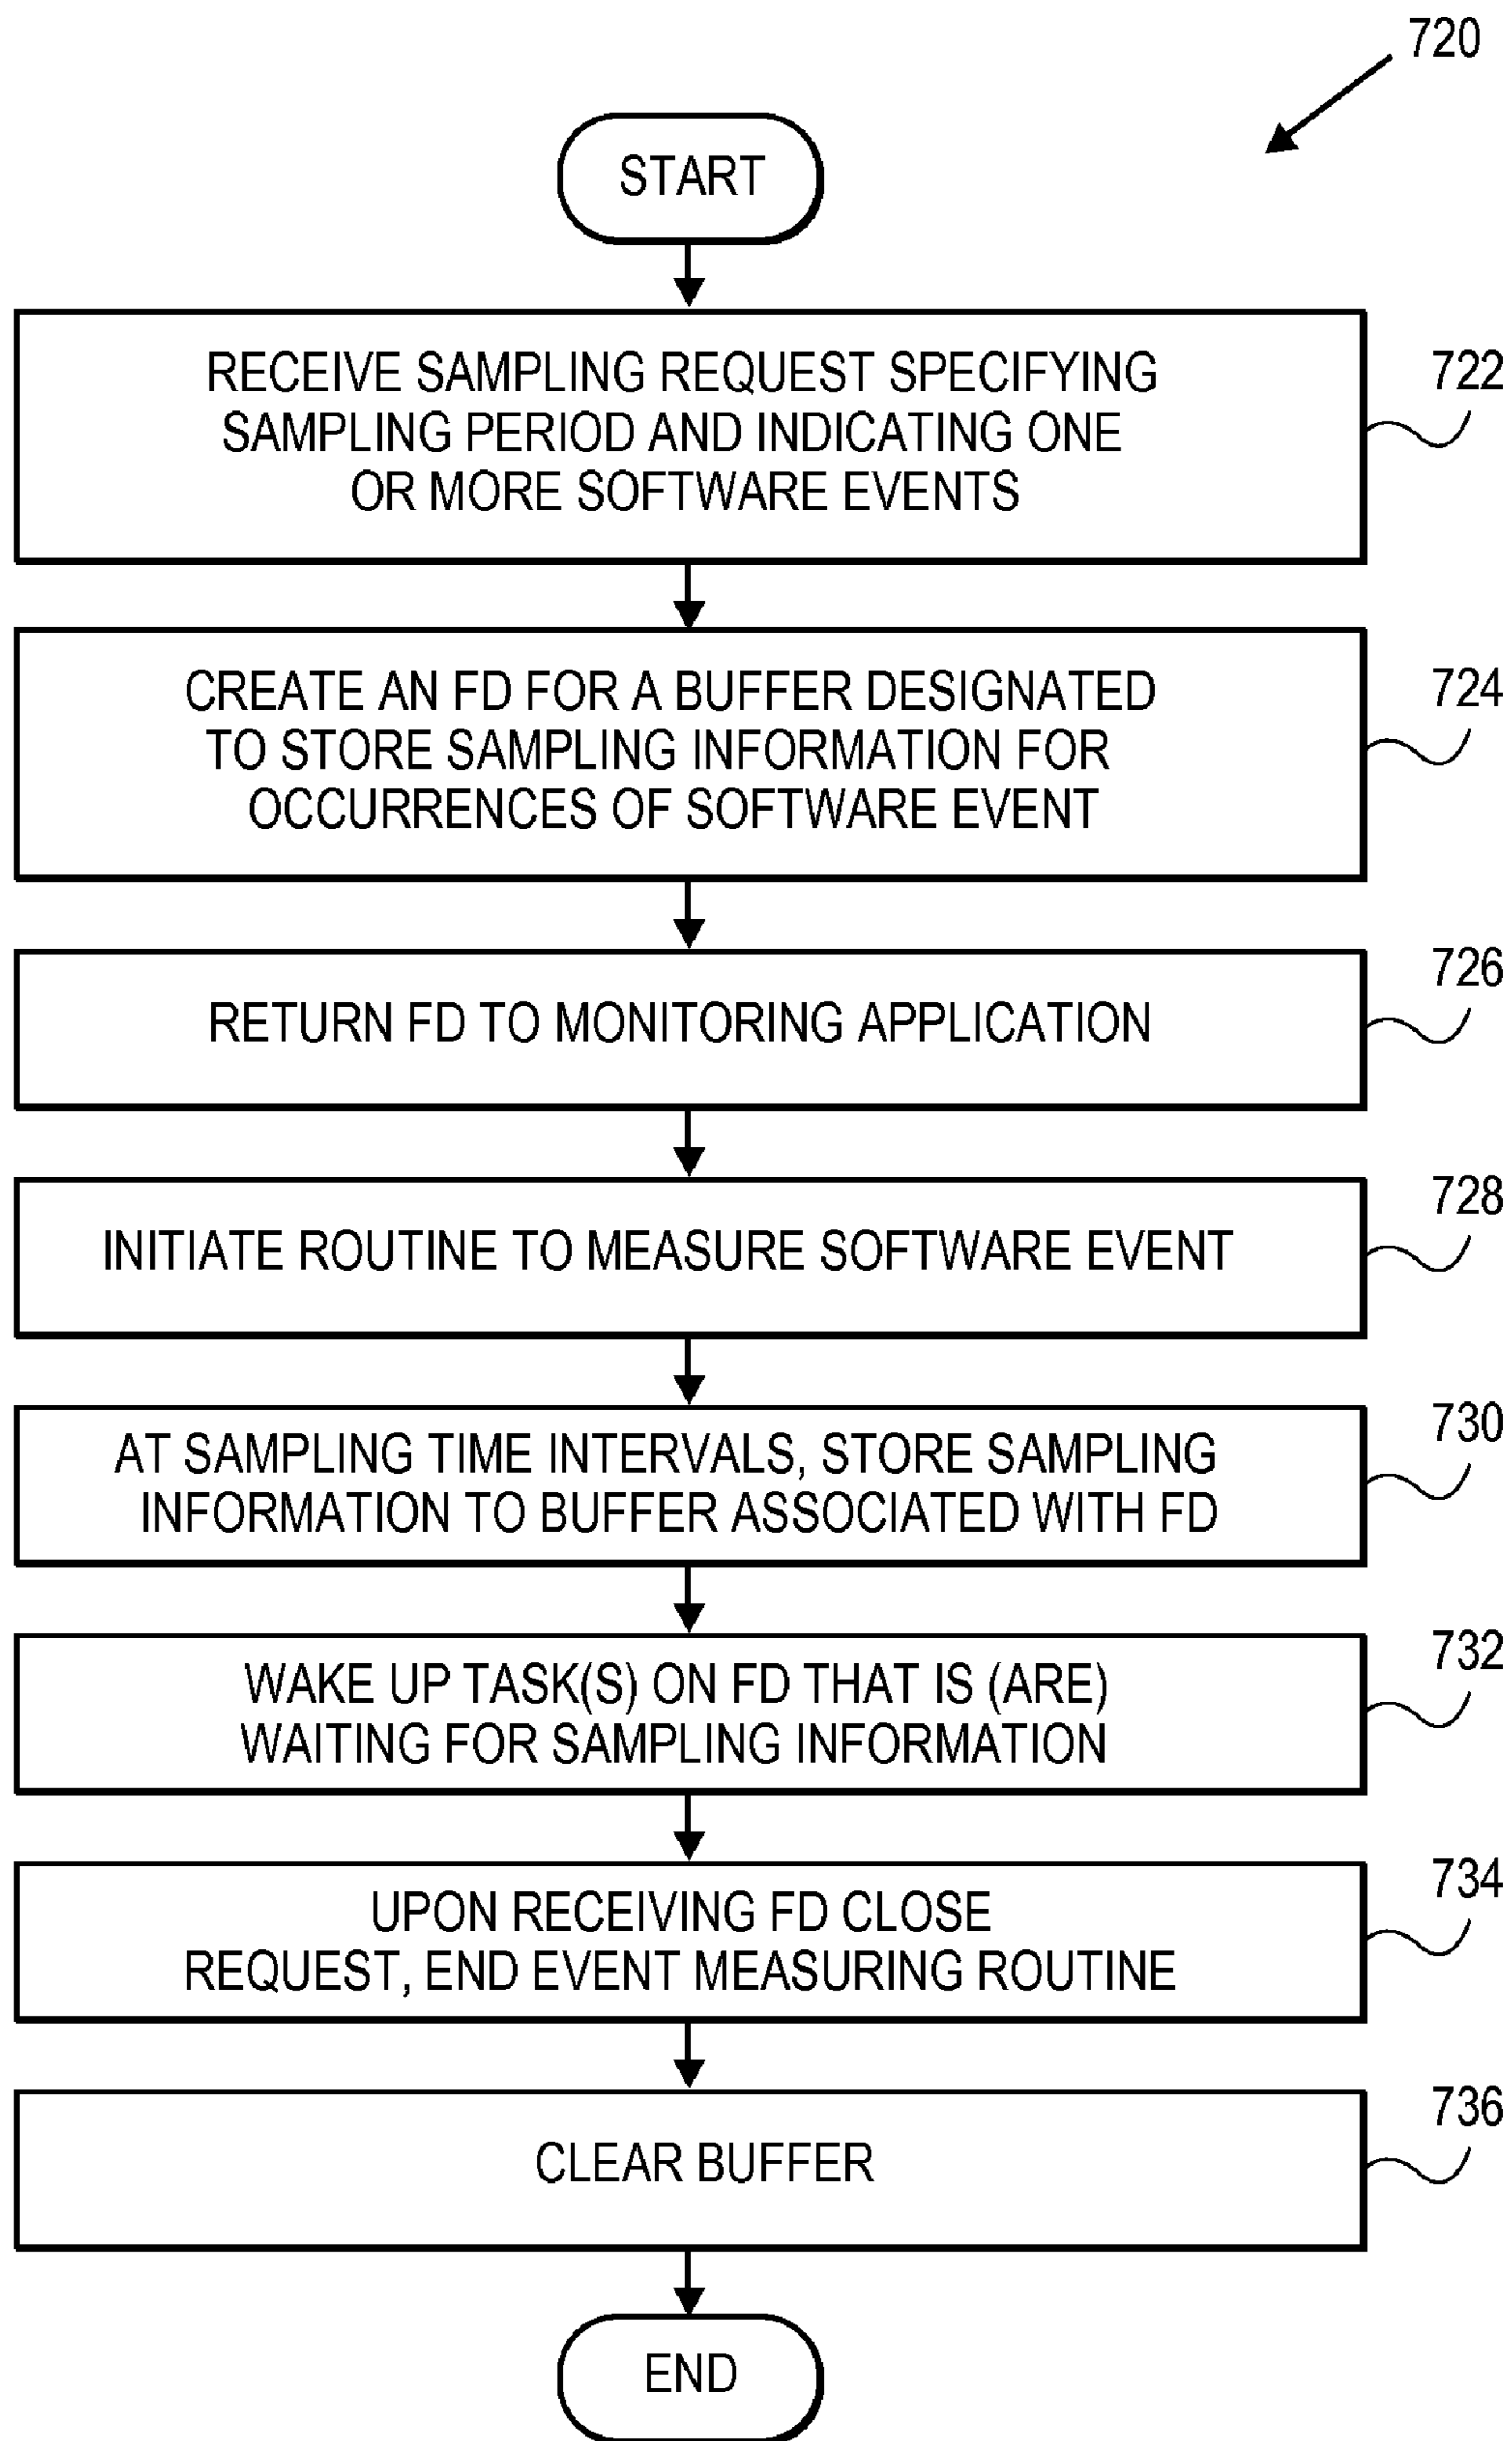 720
START
RECEIVE SAMPLING REQUEST SPECIFYING
SAMPLING PERIOD AND INDICATING ONE
OR MORE SOFTWARE EVENTS
722
CREATE AN FD FOR A BUFFER DESIGNATED
TO STORE SAMPLING INFORMATION FOR
OCCURRENCES OF SOFTWARE EVENT
724
RETURN FD TO MONITORING APPLICATION
726
INITIATE ROUTINE TO MEASURE SOFTWARE EVENT
728
AT SAMPLING TIME INTERVALS, STORE SAMPLING
INFORMATION TO BUFFER ASSOCIATED WITH FD
730
WAKE UP TASK(S) ON FD THAT IS (ARE)
WAITING FOR SAMPLING INFORMATION
732
UPON RECEIVING FD CLOSE
REQUEST, END EVENT MEASURING ROUTINE
734
CLEAR BUFFER
736
END